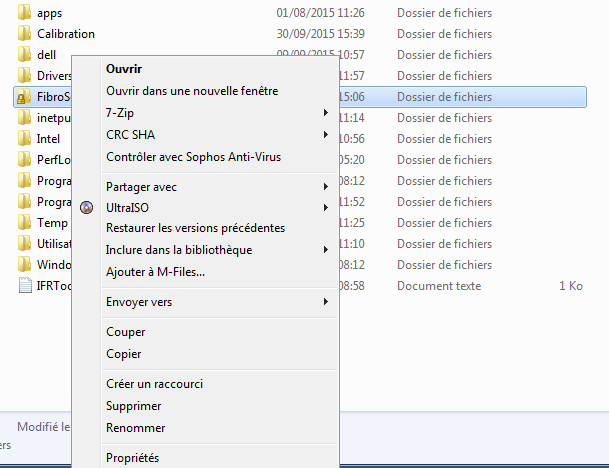 apps 01/08/2015 11:26 Dossier de fichiers
Calibration 30/09/2015 15:39 Dossier de fichiers
dell 09/09/2015 10:57 Dossier de fichiers
Drivers 11:57 Dossier de fichiers
FibroS 15:06 Dossier de fichiers
inetpu 11:14 Dossier de fichiers
Intel 10:56 Dossier de fichiers
PerfLo 05:20 Dossier de fichiers
Progra 08:12 Dossier de fichiers
Progra 11:52 Dossier de fichiers
Temp 11:25 Dossier de fichiers
Utilisat 11:10 Dossier de fichiers
Windo 08:12 Dossier de fichiers
IFRToo 08:58 Document texte 1 Ko
Ouvrir
Ouvrir dans une nouvelle fenêtre
7-Zip
CRC SHA
Contrôler avec Sophos Anti-Virus
Partager avec
UltraISO
Restaurer les versions précédentes
Inclure dans la bibliothèque
Ajouter à M-Files...
Envoyer vers
Couper
Copier
Créer un raccourci
Supprimer
Renommer
Propriétés
Modifié le
ers